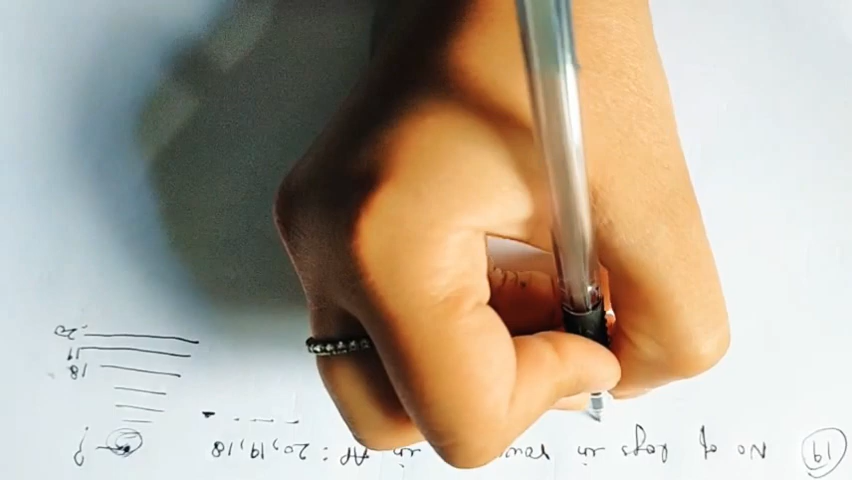 19 No of logs in in AP : 20, 19, 18 - - - .
?
18
19
20